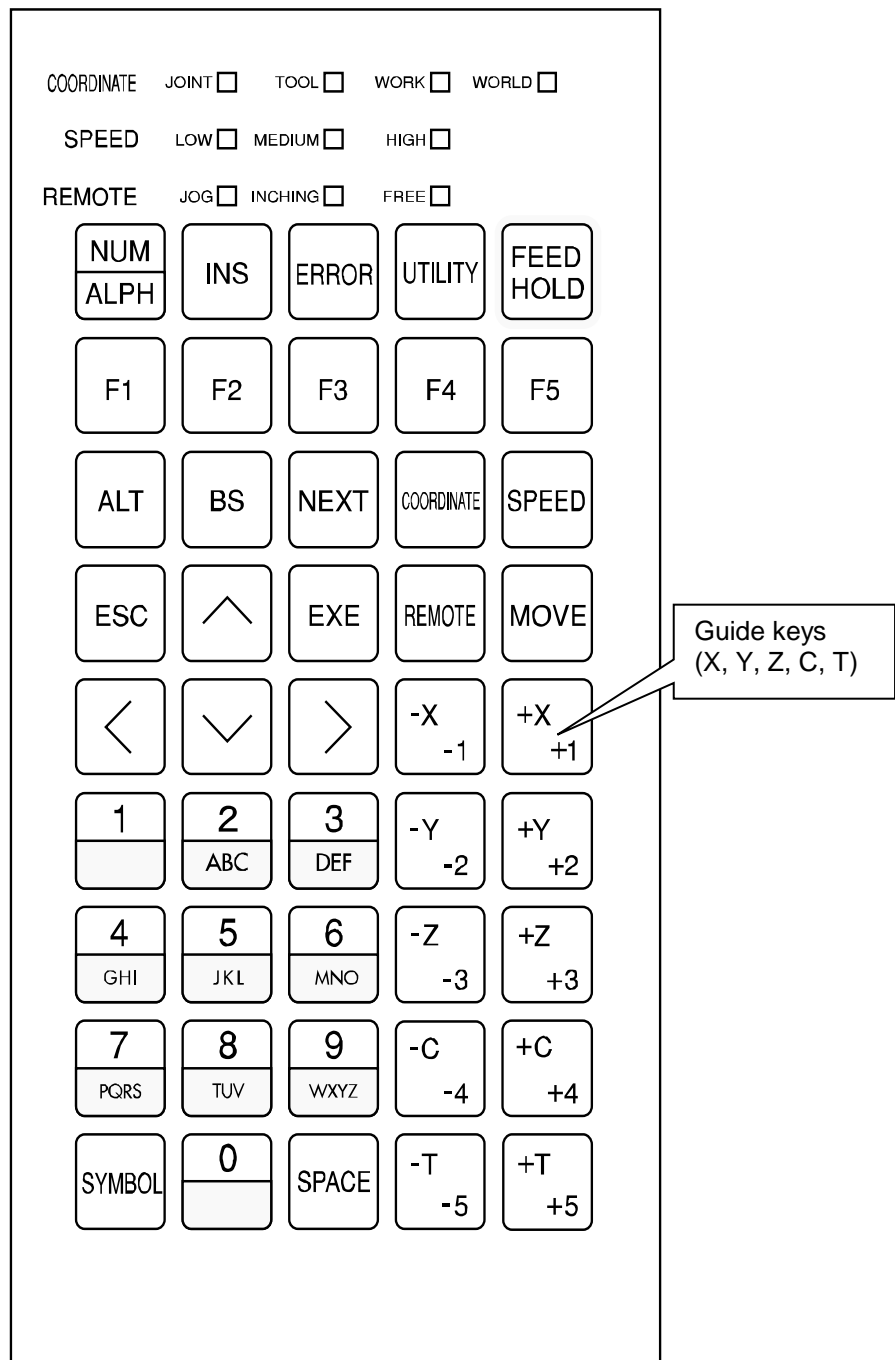 COORDINATE JOINT TOOL WORK WORLD
SPEED LOW MEDIUM HIGH
REMOTE JOG INCHING FREE
NUM
ALPH
INS
ERROR
UTILITY
FEED
HOLD
F1 F2 F3 F4 F5
ALT BS NEXT COORDINATE SPEED
ESC EXE REMOTE MOVE
Guide keys
(X, Y, Z, C, T)
-X +X
-1 +1
1 2 3 -Y +Y
ABC DEF -2 +2
4 5 6 -Z +Z
GHI JKL MNO -3 +3
7 8 9 -C +C
PQRS TUV WXYZ -4 +4
SYMBOL 0 SPACE -T +T
-5 +5